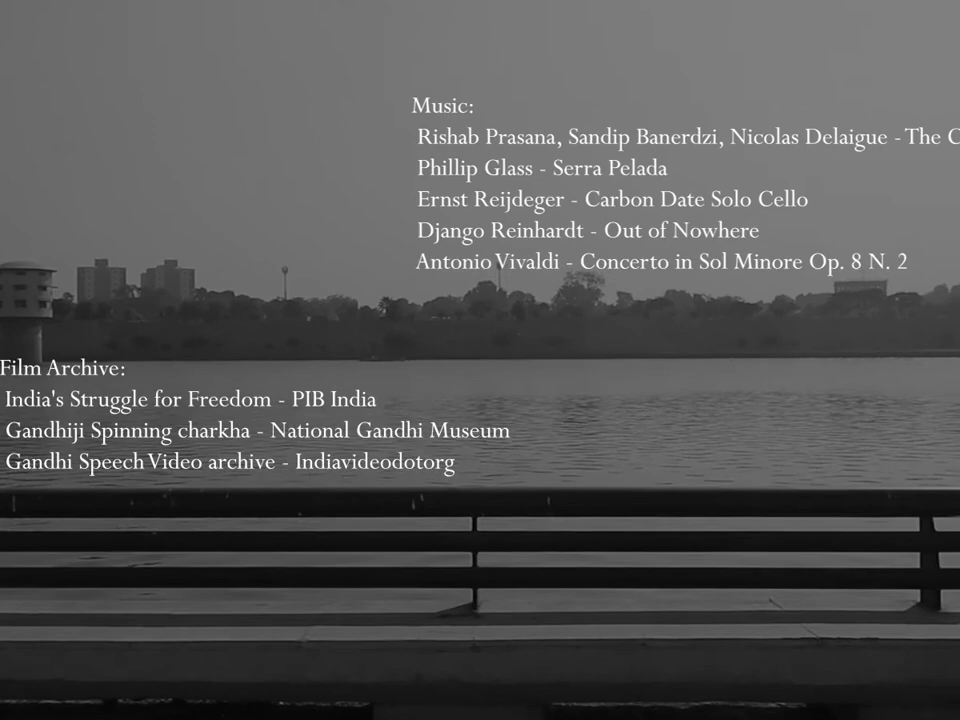 Music:
Rishab Prasana, Sandip Banerdzi, Nicolas Delaigue - The
Phillip Glass - Serra Pelada
Ernst Reijdeger - Carbon Date Solo Cello
Django Reinhardt - Out of Nowhere
Antonio Vivaldi - Concerto in Sol Minore Op. 8 N. 2
Film Archive:
India's Struggle for Freedom - PIB India
Gandhiji Spinning charkha - National Gandhi Museum
Gandhi Speech Video archive - Indiavideodotorg